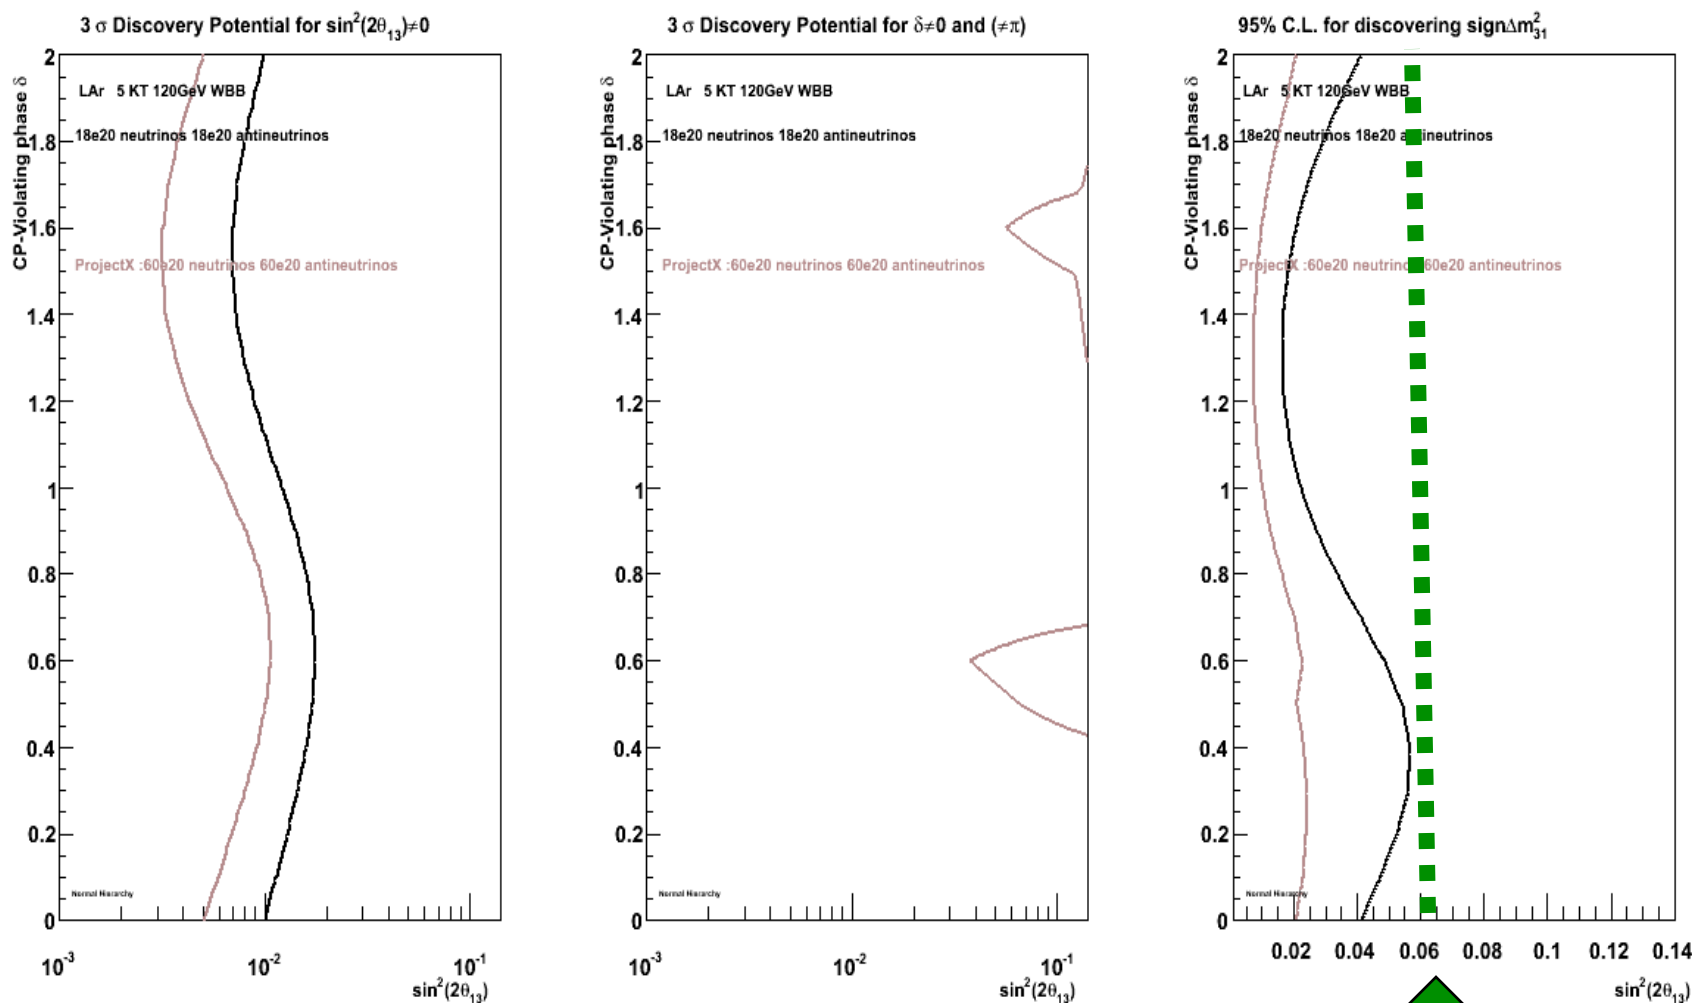 3 σ Discovery Potential for sin²(2θ₁₃)≠0
CP-Violating phase δ
2
1.8
1.6
1.4
1.2
1
0.8
0.6
0.4
0.2
0
LAr 5 KT 120GeV WBB
18e20 neutrinos 18e20 antineutrinos
ProjectX :60e20 neutrinos 60e20 antineutrinos
Normal Hierarchy
10⁻³ 10⁻² 10⁻¹
sin²(2θ₁₃)
3 σ Discovery Potential for δ≠0 and (≠π)
CP-Violating phase δ
2
1.8
1.6
1.4
1.2
1
0.8
0.6
0.4
0.2
0
LAr 5 KT 120GeV WBB
18e20 neutrinos 18e20 antineutrinos
ProjectX :60e20 neutrinos 60e20 antineutrinos
Normal Hierarchy
10⁻³ 10⁻² 10⁻¹
sin²(2θ₁₃)
95% C.L. for discovering signΔm²₃₁
CP-Violating phase δ
2
1.8
1.6
1.4
1.2
1
0.8
0.6
0.4
0.2
0
LAr 5 KT 120GeV WBB
18e20 neutrinos 18e20 antineutrinos
ProjectX :60e20 neutrinos 60e20 antineutrinos
Normal Hierarchy
0.02 0.04 0.06 0.08 0.1 0.12 0.14
sin²(2θ₁₃)